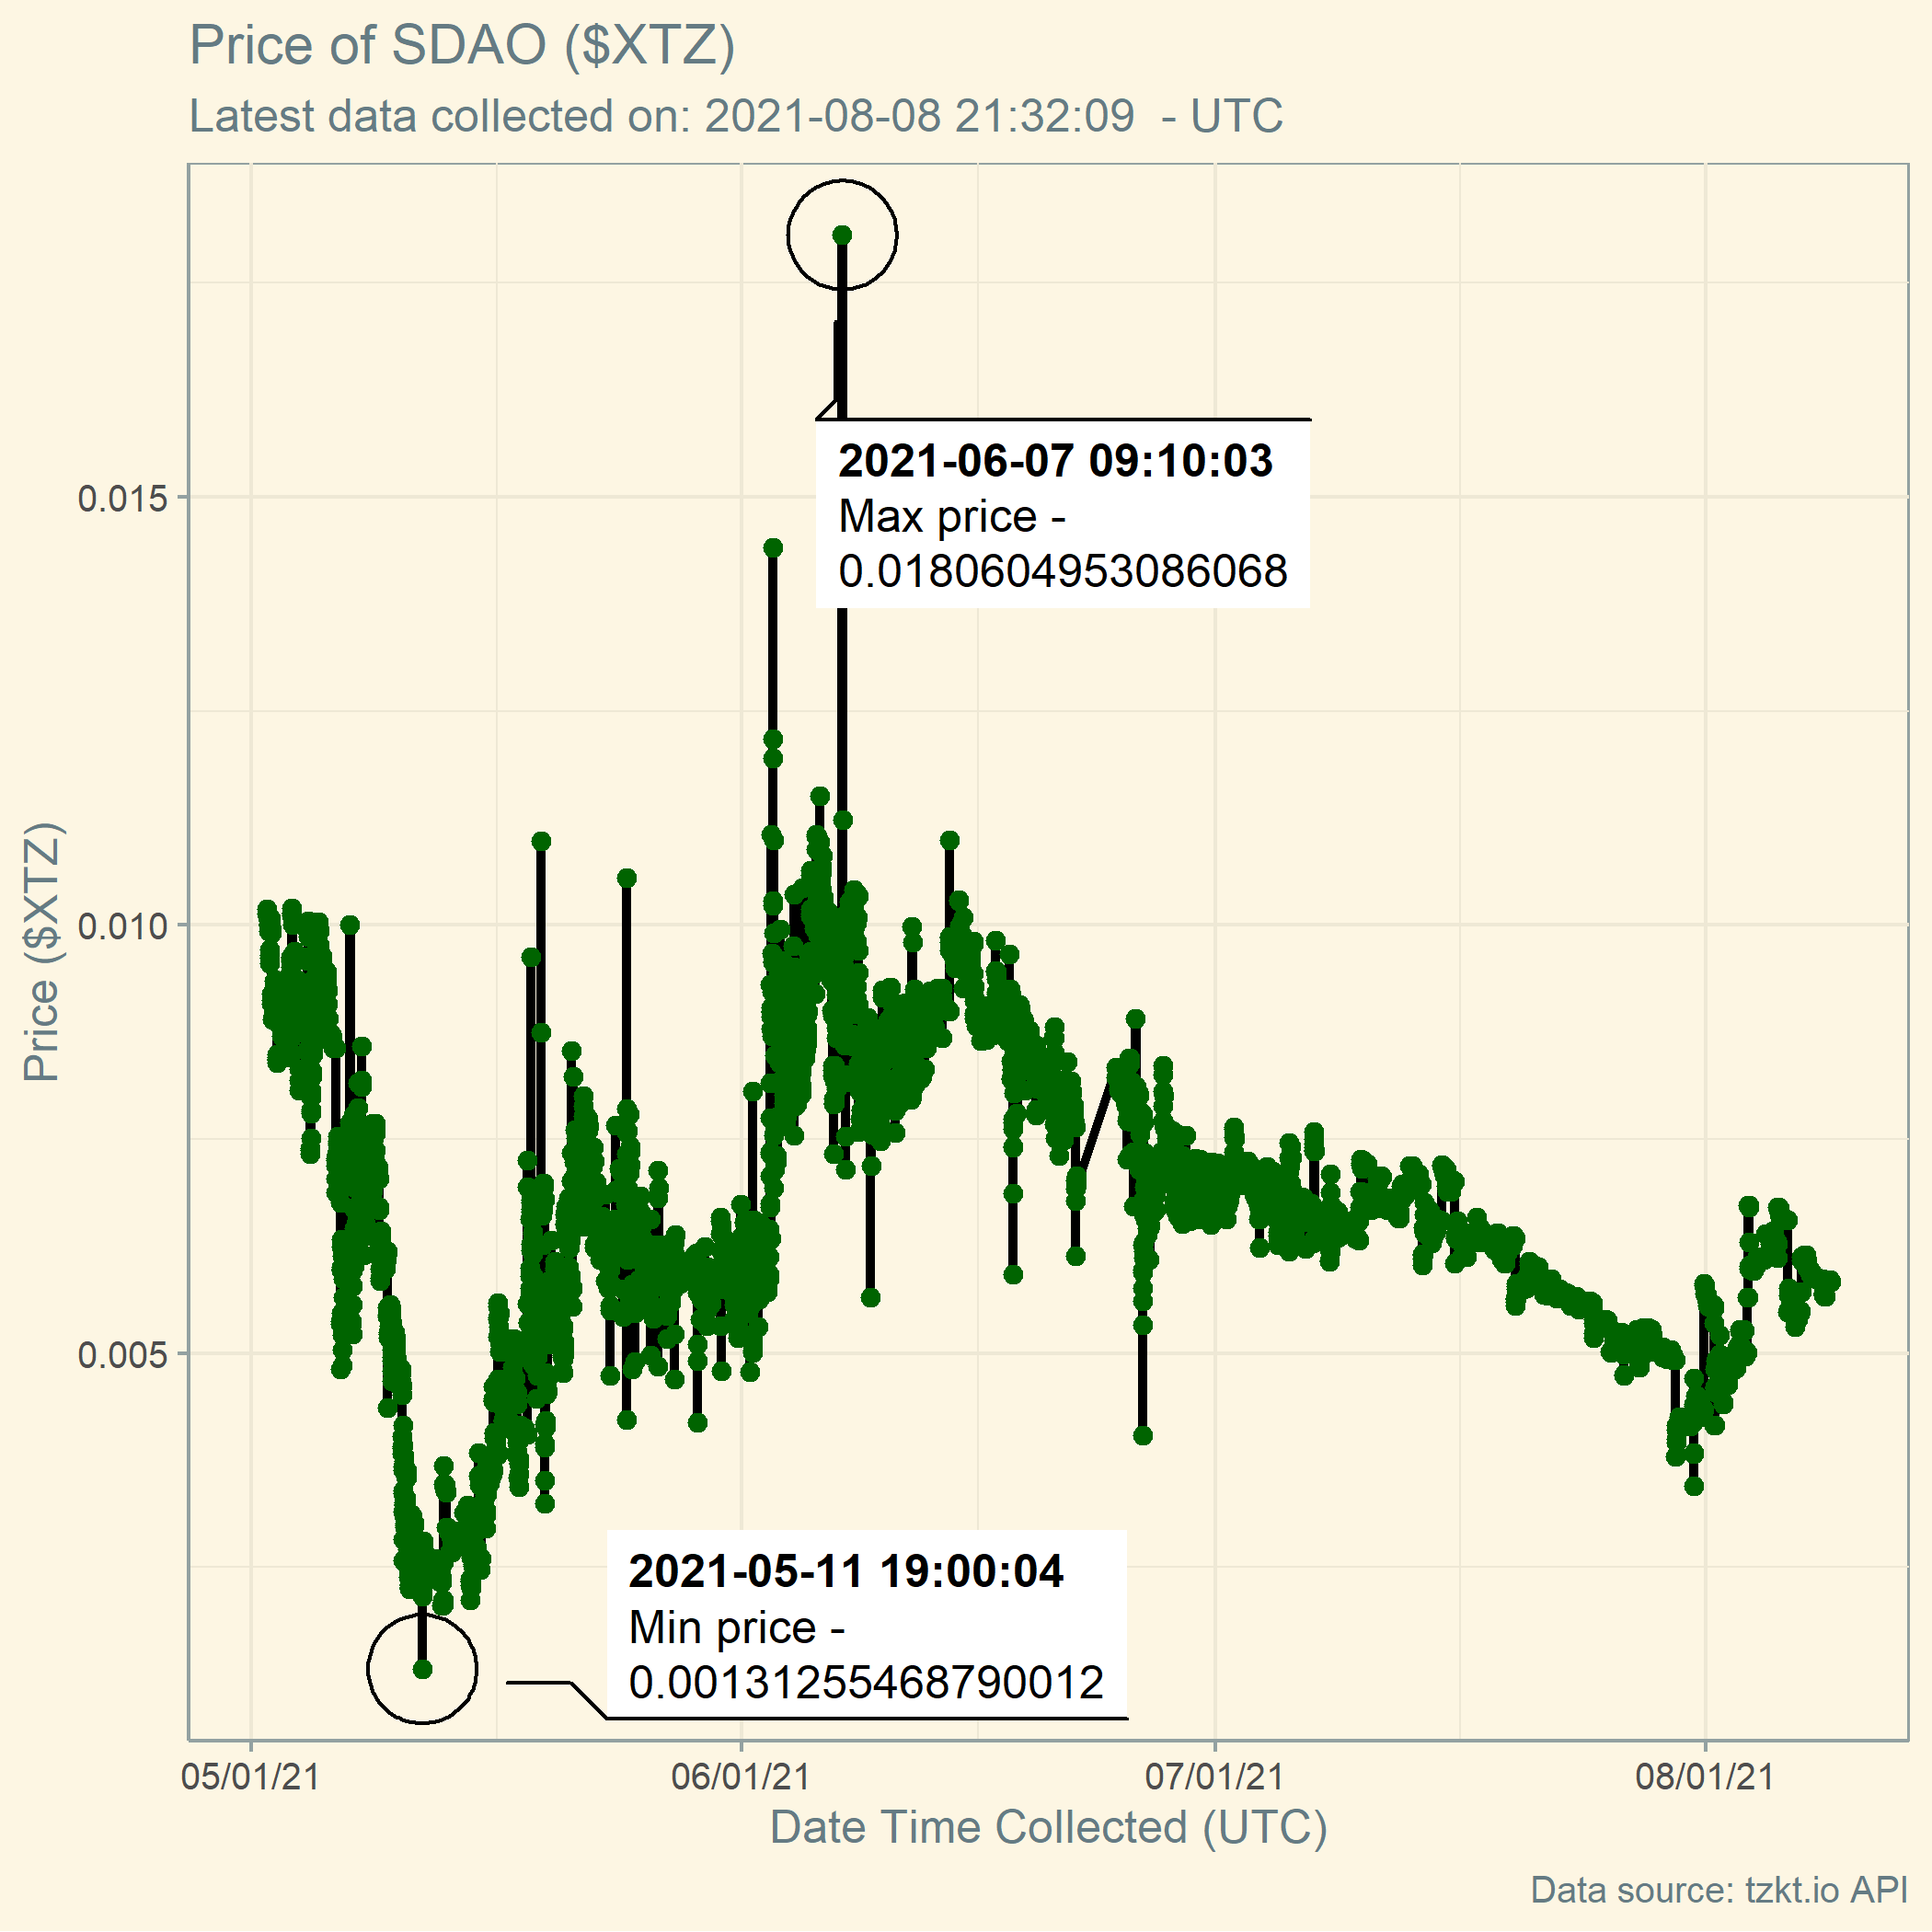 Price of SDAO ($XTZ)
Latest data collected on: 2021-08-08 21:32:09  - UTC
2021-06-07 09:10:03
Max price -
0.0180604953086068
0.015
0.010
0.005
Price ($XTZ)
2021-05-11 19:00:04
Min price -
0.00131255468790012
05/01/21
06/01/21
07/01/21
08/01/21
Date Time Collected (UTC)
Data source: tzkt.io API